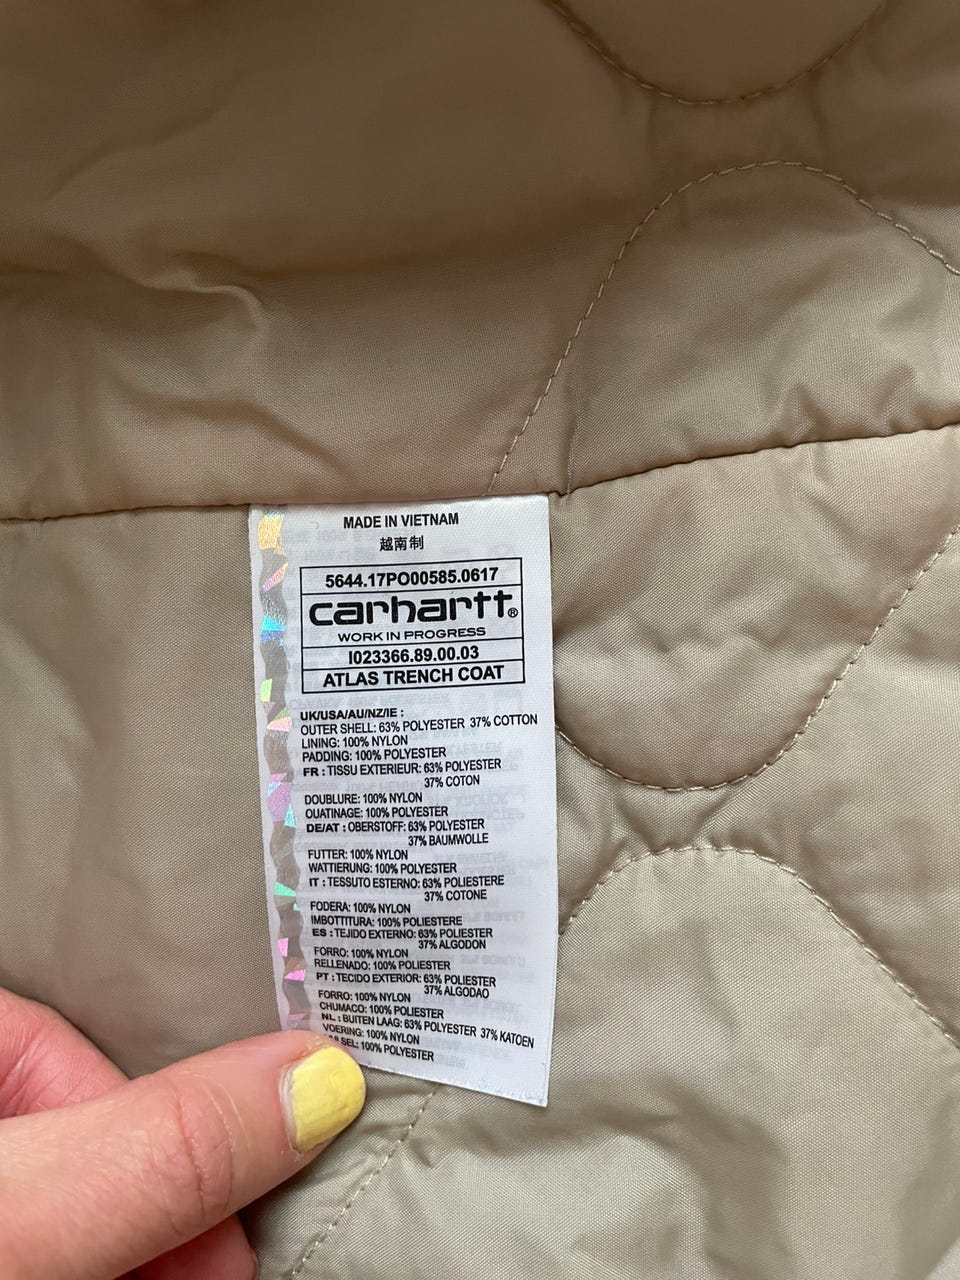 MADE IN VIETNAM
越南制
5644.17PO00585.0617
carhartt®
WORK IN PROGRESS
I023366.89.00.03
ATLAS TRENCH COAT
UK/USA/AU/NZ/IE :
OUTER SHELL: 63% POLYESTER 37% COTTON
LINING: 100% NYLON
PADDING: 100% POLYESTER
FR : TISSU EXTERIEUR: 63% POLYESTER
37% COTON
DOUBLURE: 100% NYLON
OUATINAGE: 100% POLYESTER
DE/AT : OBERSTOFF: 63% POLYESTER
37% BAUMWOLLE
FUTTER: 100% NYLON
WATTIERUNG: 100% POLYESTER
IT : TESSUTO ESTERNO: 63% POLIESTERE
37% COTONE
FODERA: 100% NYLON
IMBOTTITURA: 100% POLIESTERE
ES : TEJIDO EXTERNO: 63% POLIESTER
37% ALGODON
FORRO: 100% NYLON
RELLENADO: 100% POLIESTER
PT : TECIDO EXTERIOR: 63% POLIESTER
37% ALGODAO
FORRO: 100% NYLON
CHUMACO: 100% POLIESTER
NL : BUITEN LAAG: 63% POLYESTER 37% KATOEN
VOERING: 100% NYLON
SEL: 100% POLYESTER